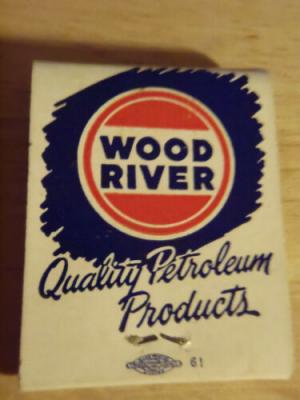 WOOD
RIVER
Quality Petroleum
Products
61